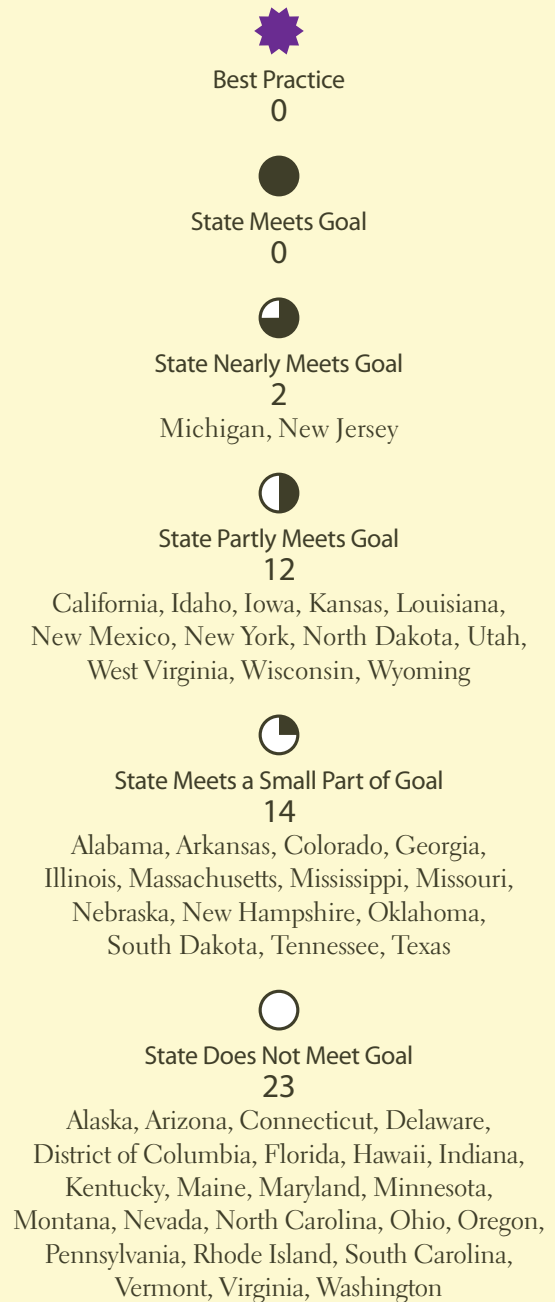 Best Practice
0
State Meets Goal
0
State Nearly Meets Goal
2
Michigan, New Jersey
State Partly Meets Goal
12
California, Idaho, Iowa, Kansas, Louisiana,
New Mexico, New York, North Dakota, Utah,
West Virginia, Wisconsin, Wyoming
State Meets a Small Part of Goal
14
Alabama, Arkansas, Colorado, Georgia,
Illinois, Massachusetts, Mississippi, Missouri,
Nebraska, New Hampshire, Oklahoma,
South Dakota, Tennessee, Texas
State Does Not Meet Goal
23
Alaska, Arizona, Connecticut, Delaware,
District of Columbia, Florida, Hawaii, Indiana,
Kentucky, Maine, Maryland, Minnesota,
Montana, Nevada, North Carolina, Ohio, Oregon,
Pennsylvania, Rhode Island, South Carolina,
Vermont, Virginia, Washington